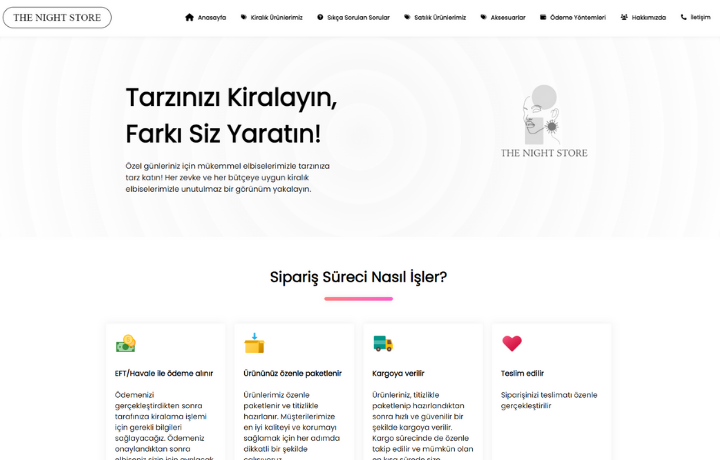 THE NIGHT STORE
Anasayfa
Kiralık Ürünlerimiz
Sıkça Sorulan Sorular
Satılık Ürünlerimiz
Aksesuarlar
Ödeme Yöntemleri
Hakkımızda
İletişim
Tarzınızı Kiralayın,
Farkı Siz Yaratın!
Özel günleriniz için mükemmel elbiselerimizle tarzınıza
tarz katın! Her zevke ve her bütçeye uygun kiralık
elbiselerimizle unutulmaz bir görünüm yakalayın.
THE NIGHT STORE
Sipariş Süreci Nasıl İşler?
EFT/Havale ile ödeme alınır
Ödemenizi
gerçekleştirdikten sonra
tarafınıza kiralama işlemi
için gerekli bilgileri
sağlayacağız. Ödemeniz
onaylandıktan sonra
elbiseniz sizin için ayrılacak
Ürününüz özenle paketlenir
Ürünlerimiz özenle
paketlenir ve titizlikle
hazırlanır. Müşterilerimize
en iyi kaliteyi ve korumayı
sağlamak için her adımda
dikkatli bir şekilde
çalışıyoruz
Kargoya verilir
Ürünleriniz, titizlikle
paketlenip hazırlandıktan
sonra hızlı ve güvenilir bir
şekilde kargoya verilir.
Kargo sürecinde de özenle
takip edilir ve mümkün olan
en kısa sürede size
Teslim edilir
Siparişinizi teslimatı özenle
gerçekleştirilir